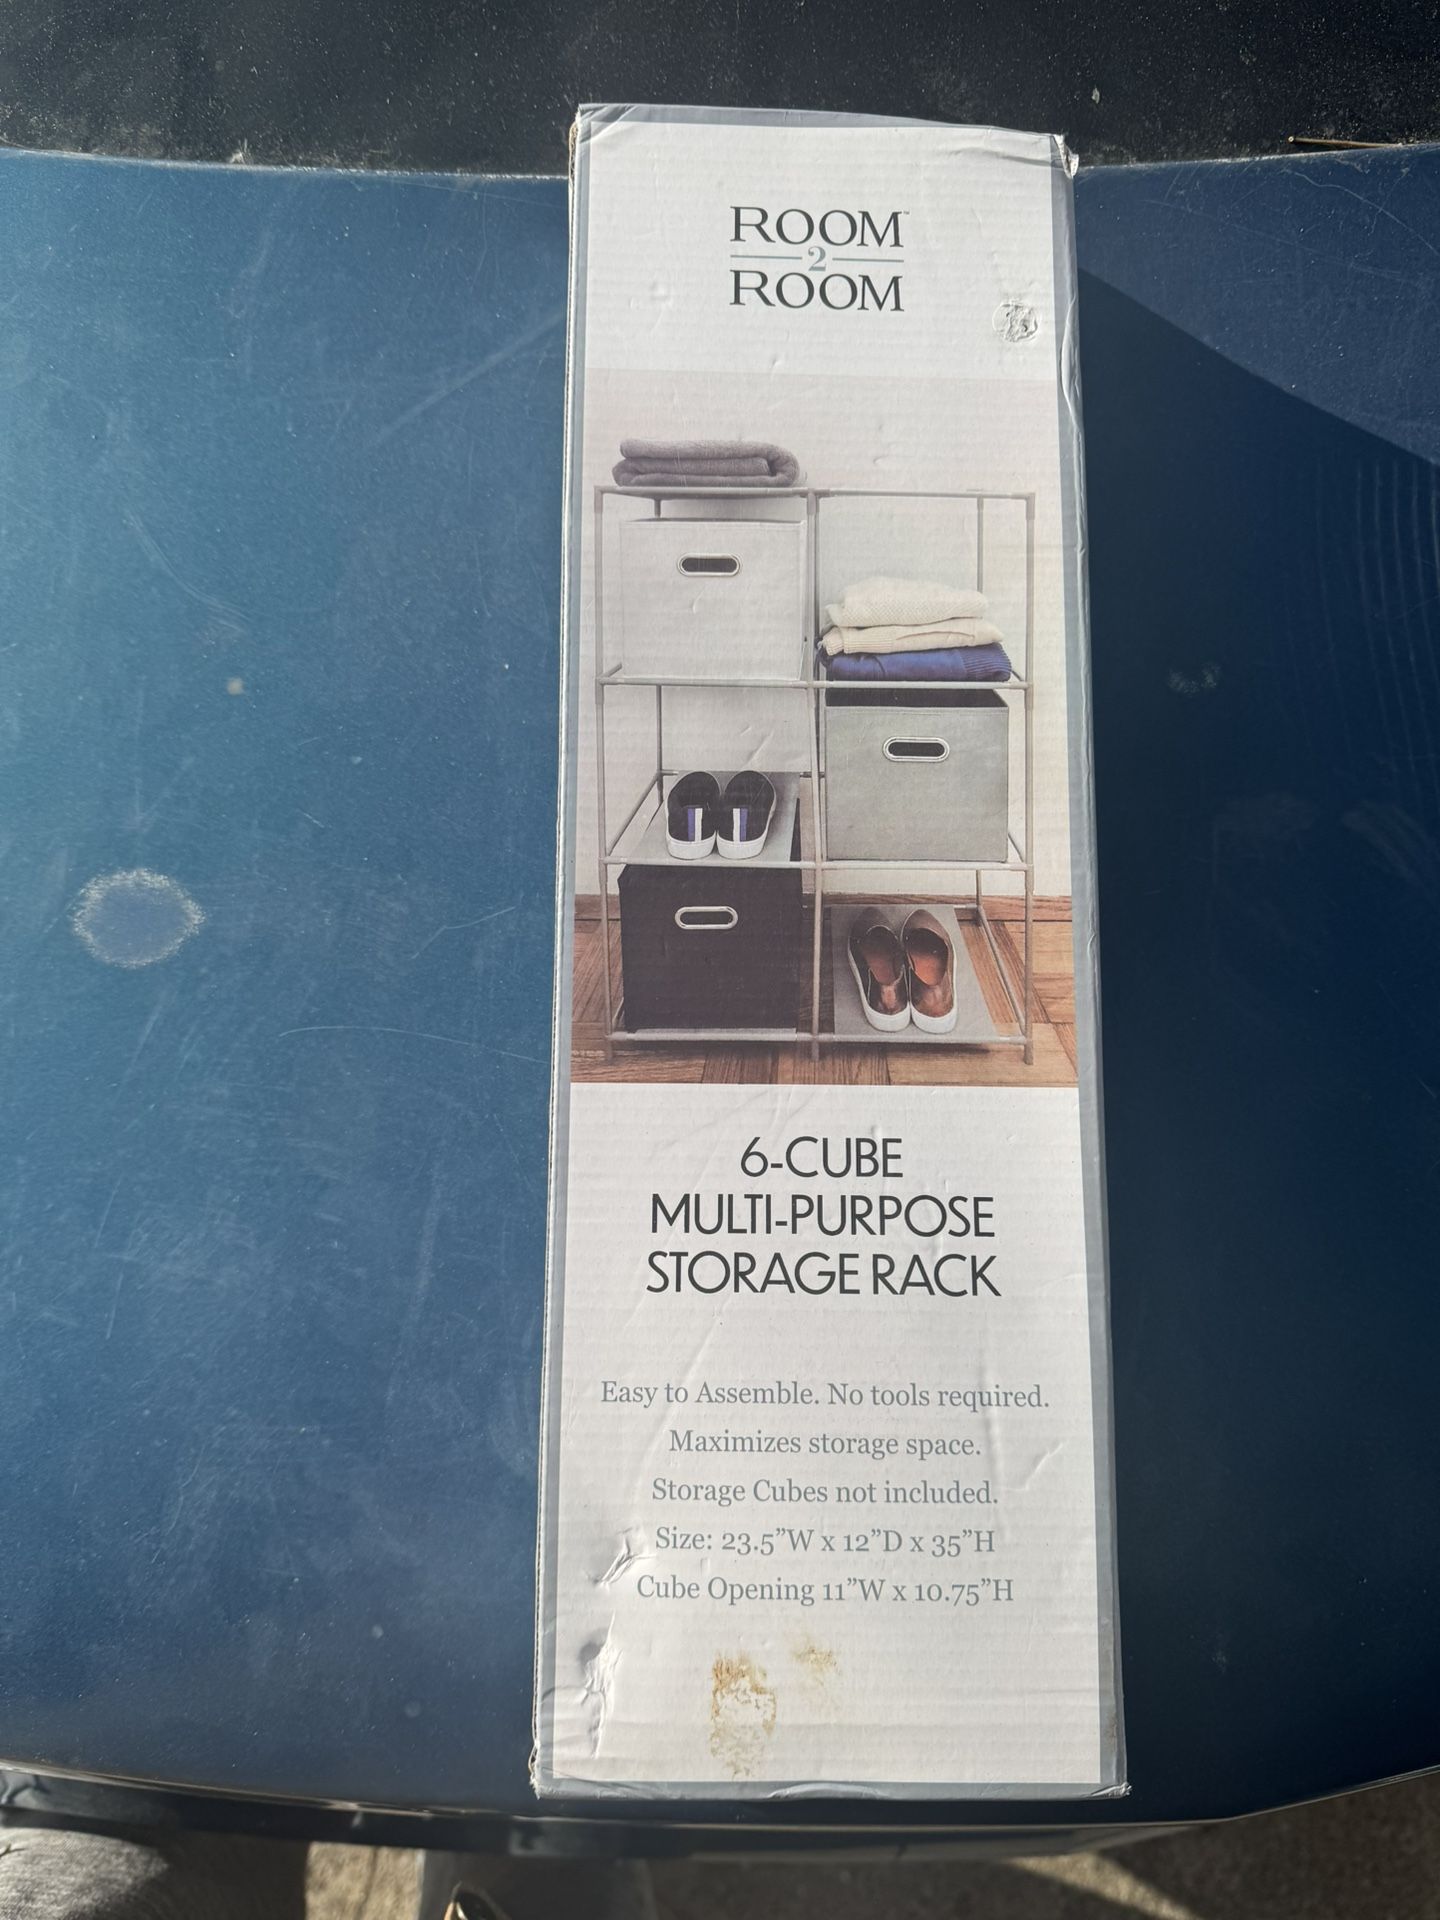 ROOM™
2
ROOM
6-CUBE
MULTI-PURPOSE
STORAGE RACK
Easy to Assemble. No tools required.
Maximizes storage space.
Storage Cubes not included.
Size: 23.5”W x 12”D x 35”H
Cube Opening 11”W x 10.75”H